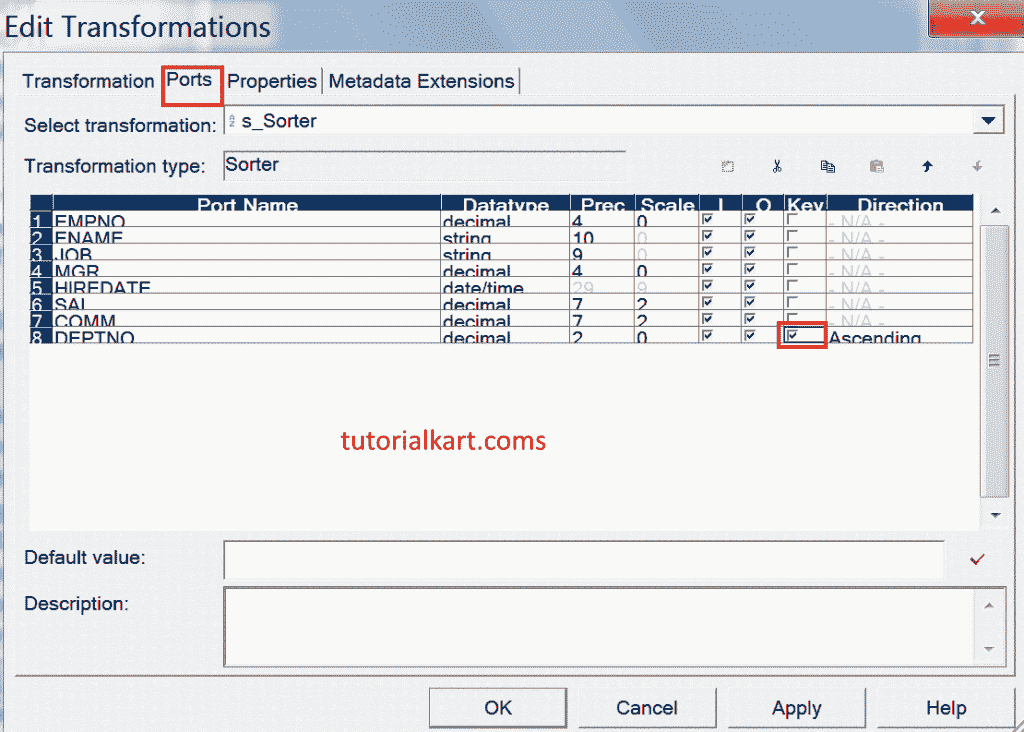 Edit Transformations
Transformation Ports Properties Metadata Extensions
Select transformation: s_Sorter
Transformation type: Sorter
Port Name Datatype Prec Scale I O Key Direction
1 EMPNO decimal 4 0 - N/A -
2 ENAME string 10 0 - N/A -
3 JOB string 9 0 - N/A -
4 MGR decimal 4 0 - N/A -
5 HIREDATE date/time 29 9 - N/A -
6 SAL decimal 7 2 - N/A -
7 COMM decimal 7 2 - N/A -
8 DEPTNO decimal 2 0 Ascending
tutorialkart.coms
Default value:
Description:
OK Cancel Apply Help